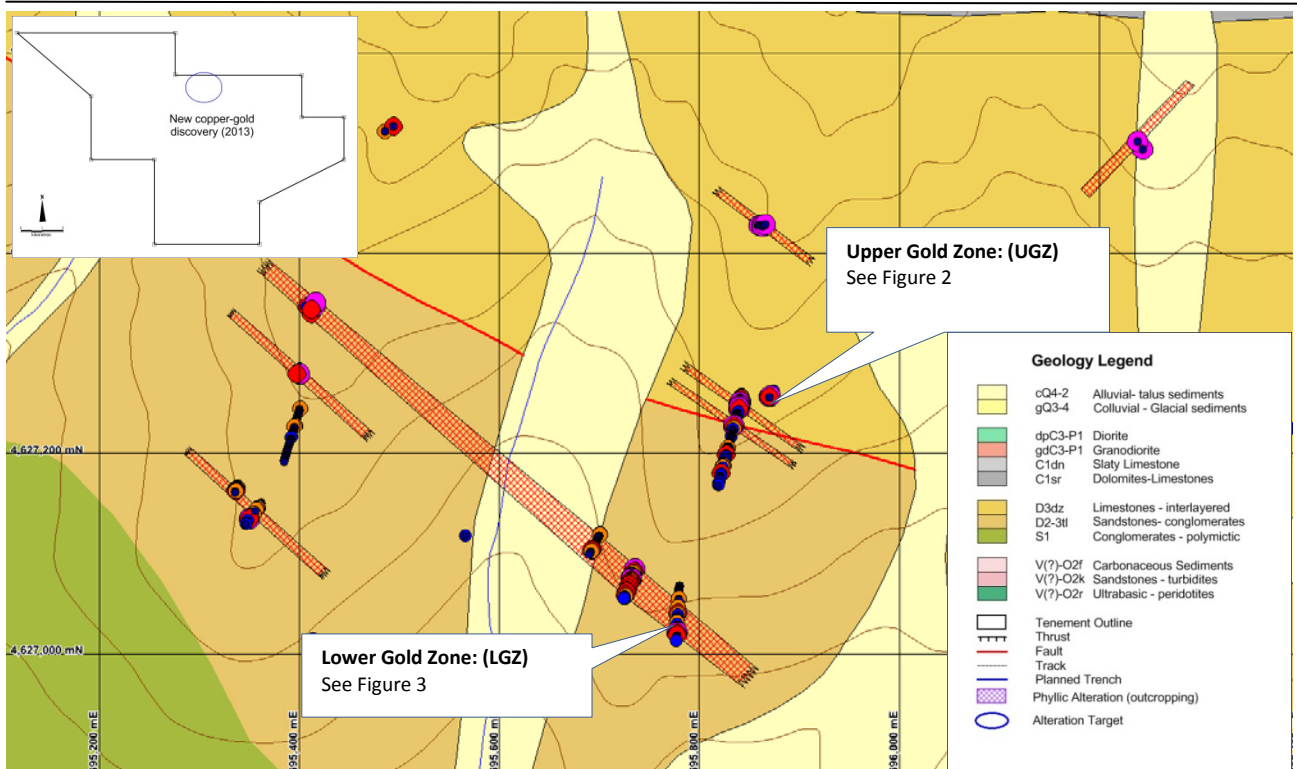 New copper-gold
discovery (2013)
N
Upper Gold Zone: (UGZ)
See Figure 2
Geology Legend
cQ4-2 Alluvial- talus sediments
gQ3-4 Colluvial - Glacial sediments
dpC3-P1 Diorite
gdC3-P1 Granodiorite
C1dn Slaty Limestone
C1sr Dolomites-Limestones
D3dz Limestones - interlayered
D2-3tl Sandstones- conglomerates
S1 Conglomerates - polymictic
V(?)-O2f Carbonaceous Sediments
V(?)-O2k Sandstones - turbidites
V(?)-O2r Ultrabasic - peridotites
Tenement Outline
Thrust
Fault
Track
Planned Trench
Phyllic Alteration (outcropping)
Alteration Target
4,627,200 mN
4,627,000 mN
Lower Gold Zone: (LGZ)
See Figure 3
395,200 mE
395,400 mE
395,600 mE
395,800 mE
396,000 mE